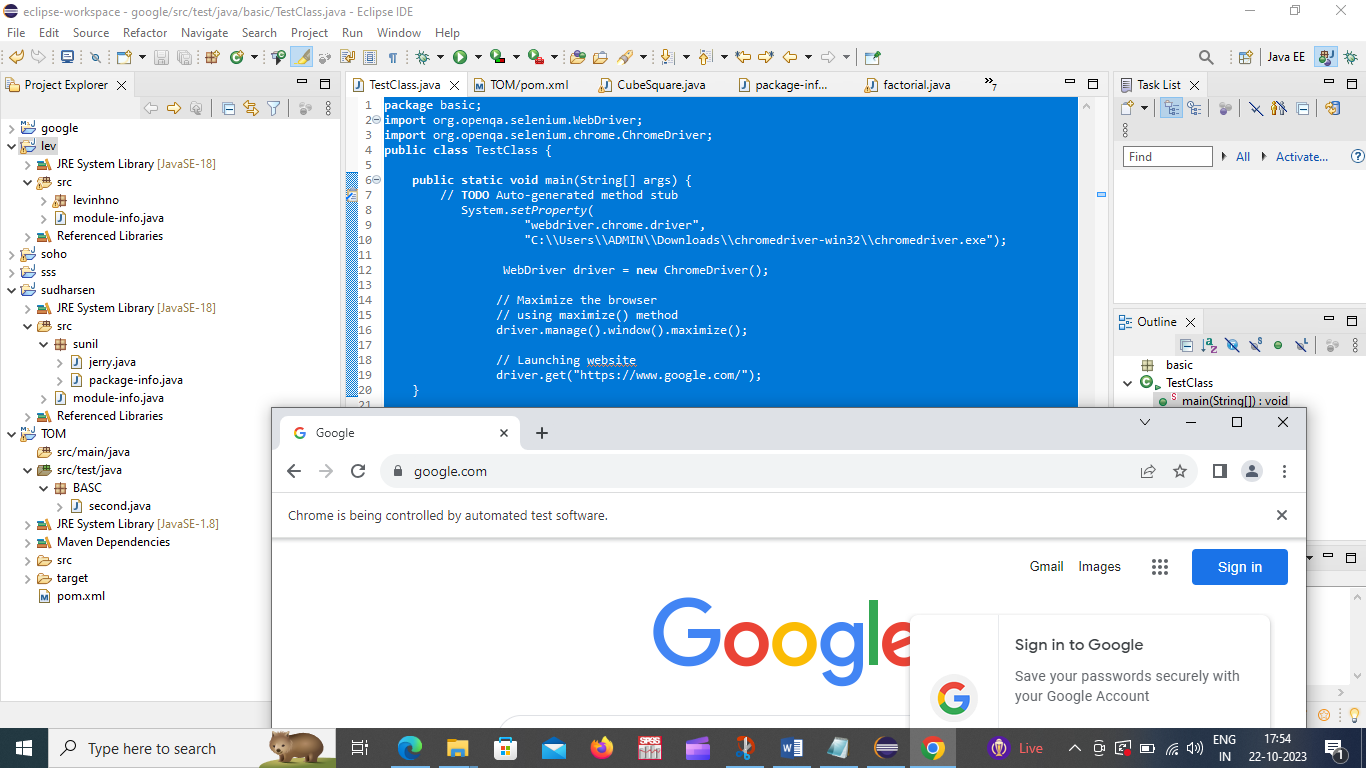 eclipse-workspace - google/src/test/java/basic/TestClass.java - Eclipse IDE
File Edit Source Refactor Navigate Search Project Run Window Help
Java EE
Project Explorer
google
lev
JRE System Library [JavaSE-18]
src
levinhno
module-info.java
Referenced Libraries
soho
sss
sudharsen
JRE System Library [JavaSE-18]
src
sunil
jerry.java
package-info.java
module-info.java
Referenced Libraries
TOM
src/main/java
src/test/java
BASC
second.java
JRE System Library [JavaSE-1.8]
Maven Dependencies
src
target
pom.xml
TestClass.java TOM/pom.xml CubeSquare.java package-inf... factorial.java 7
1 package basic;
2 import org.openqa.selenium.WebDriver;
3 import org.openqa.selenium.chrome.ChromeDriver;
4 public class TestClass {
5
6 public static void main(String[] args) {
7 // TODO Auto-generated method stub
8 System.setProperty(
9 "webdriver.chrome.driver",
10 "C:\\Users\\ADMIN\\Downloads\\chromedriver-win32\\chromedriver.exe");
11
12 WebDriver driver = new ChromeDriver();
13
14 // Maximize the browser
15 // using maximize() method
16 driver.manage().window().maximize();
17
18 // Launching website
19 driver.get("https://www.google.com/");
20 }
21
Task List
Find All Activate...
Outline
basic
TestClass
main(String[]) : void
Google
google.com
Chrome is being controlled by automated test software.
Gmail Images Sign in
Google
Sign in to Google
Save your passwords securely with
your Google Account
Type here to search
SPSS
Live
ENG
IN
17:54
22-10-2023
1